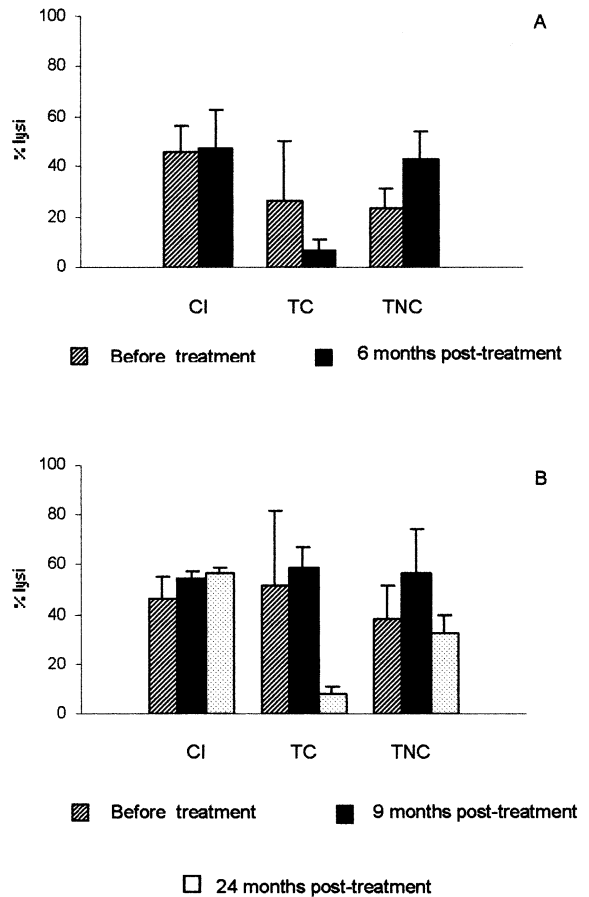 100
A
80
60
% lysi
40
20
0
CI TC TNC
Before treatment 6 months post-treatment
100
B
80
60
% lysi
40
20
0
CI TC TNC
Before treatment 9 months post-treatment
24 months post-treatment